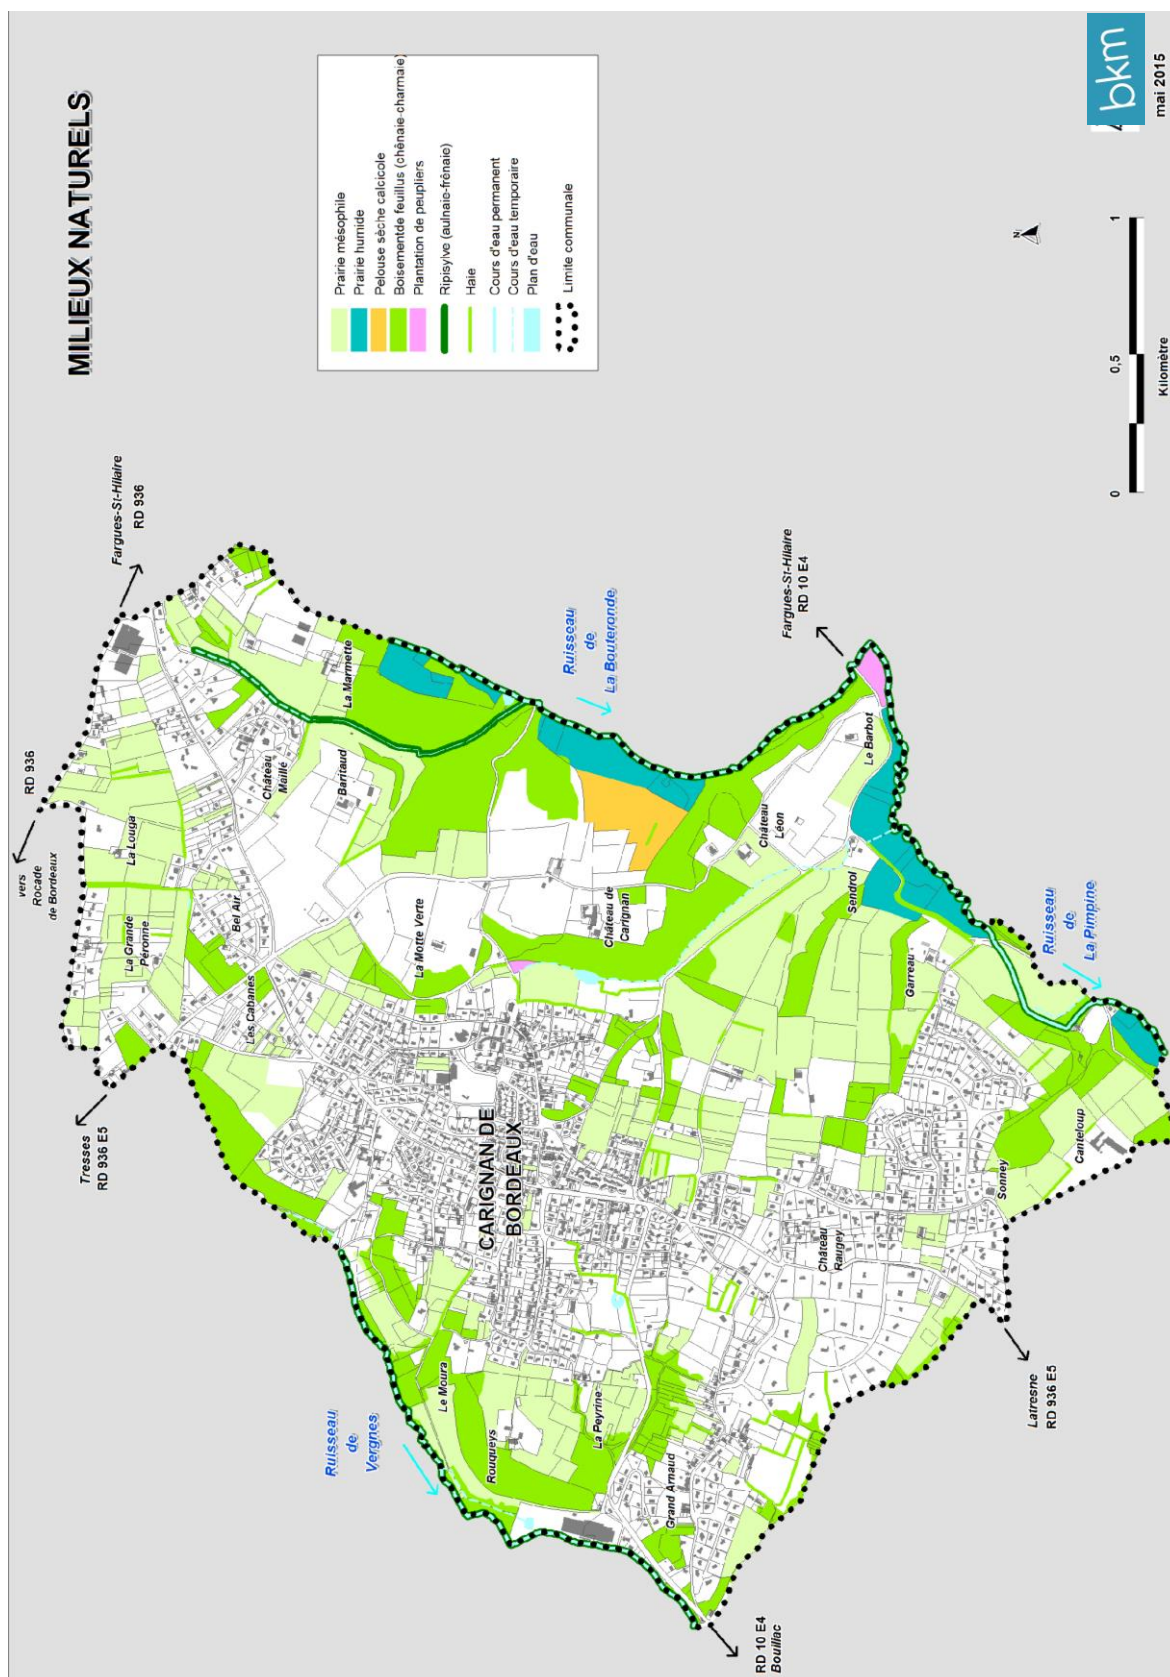 MILIEUX NATURELS
Prairie mésophile
Prairie humide
Pelouse sèche calcicole
Boisementde feuillus (chênaie-charmaie)
Plantation de peupliers
Ripisylve (aulnaie-frênaie)
Haie
Cours d'eau permanent
Cours d'eau temporaire
Plan d'eau
Limite communale
bkm
mai 2015
N
0
0,5
1
Kilomètre
vers
Rocade
de Bordeaux
RD 936
Fargues-St-Hilaire
RD 936
Tresses
RD 936 E5
Fargues-St-Hilaire
RD 10 E4
Latresne
RD 936 E5
RD 10 E4
Bouliac
Ruisseau
de
La Bouteronde
Ruisseau
de
La Pimpine
Ruisseau
de
Vergnes
CARIGNAN DE
BORDEAUX
La Louga
La Grande
Péronne
Bel Air
Les Cabanes
Château
Maillé
Baritaud
La Marmette
La Motte Verte
Château de
Carignan
Château
Léon
Le Barbot
Sendrol
Garreau
Canteloup
Sonney
Château
Raugey
Le Moura
Rouqueys
La Peyrine
Grand Arnaud